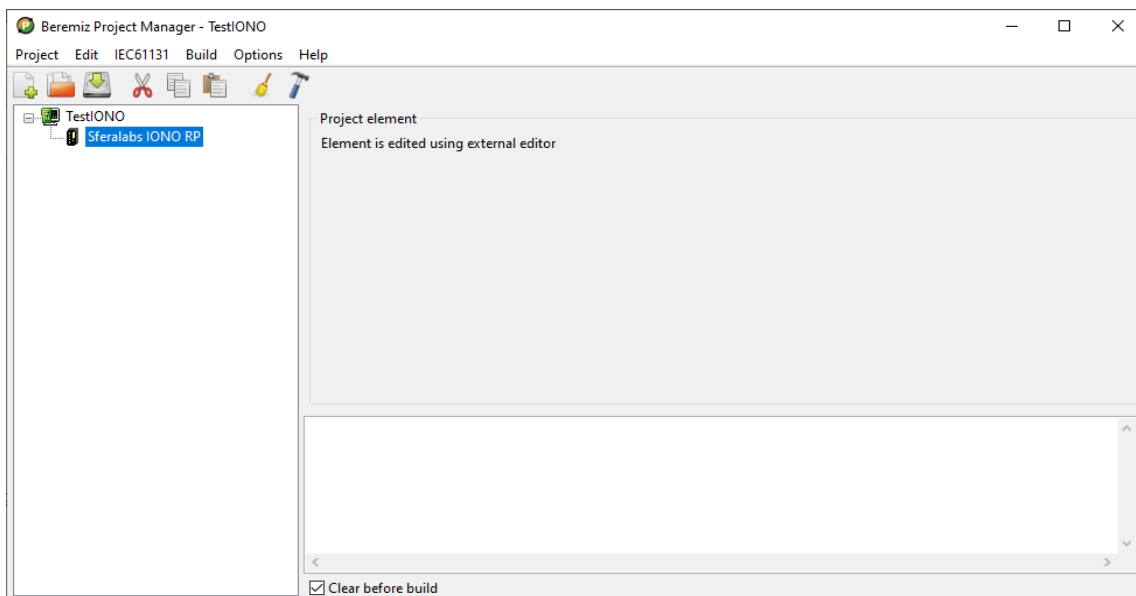 Beremiz Project Manager - TestIONO
Project Edit IEC61131 Build Options Help
TestIONO
Sferalabs IONO RP
Project element
Element is edited using external editor
Clear before build